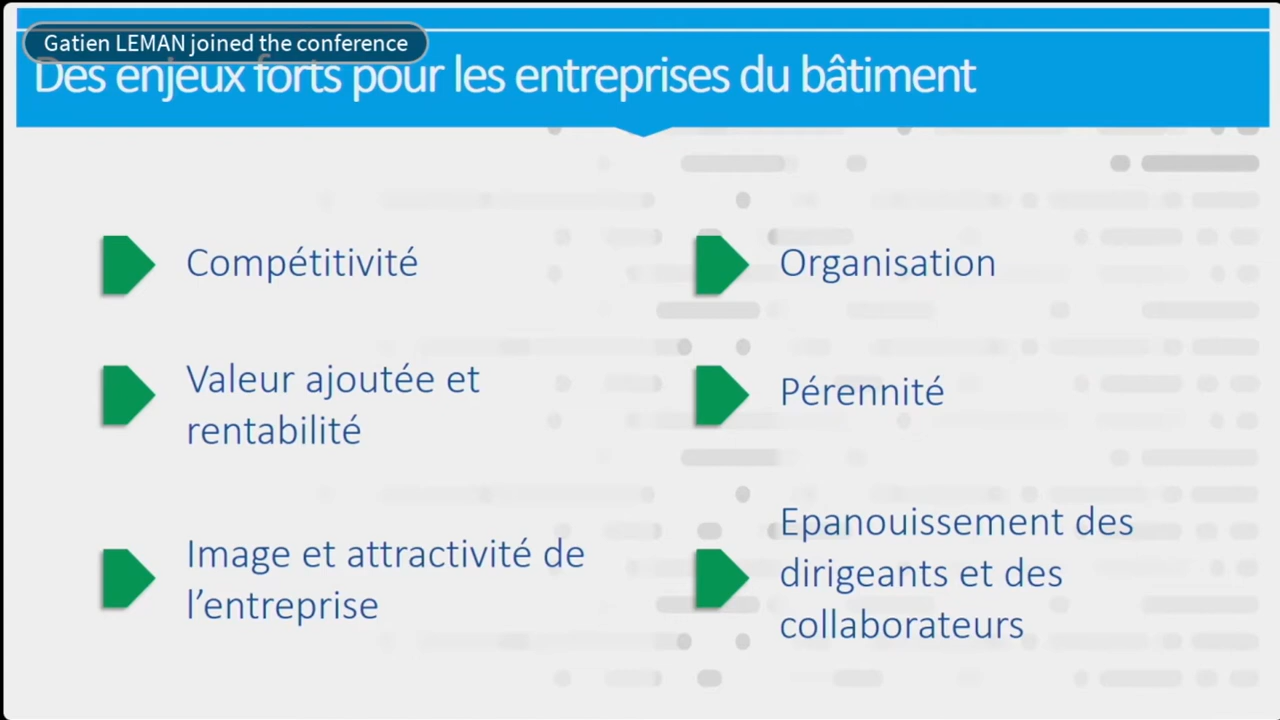 Gatien LEMAN joined the conference
Des enjeux forts pour les entreprises du bâtiment
Compétitivité
Valeur ajoutée et
rentabilité
Image et attractivité de
l’entreprise
Organisation
Pérennité
Epanouissement des
dirigeants et des
collaborateurs